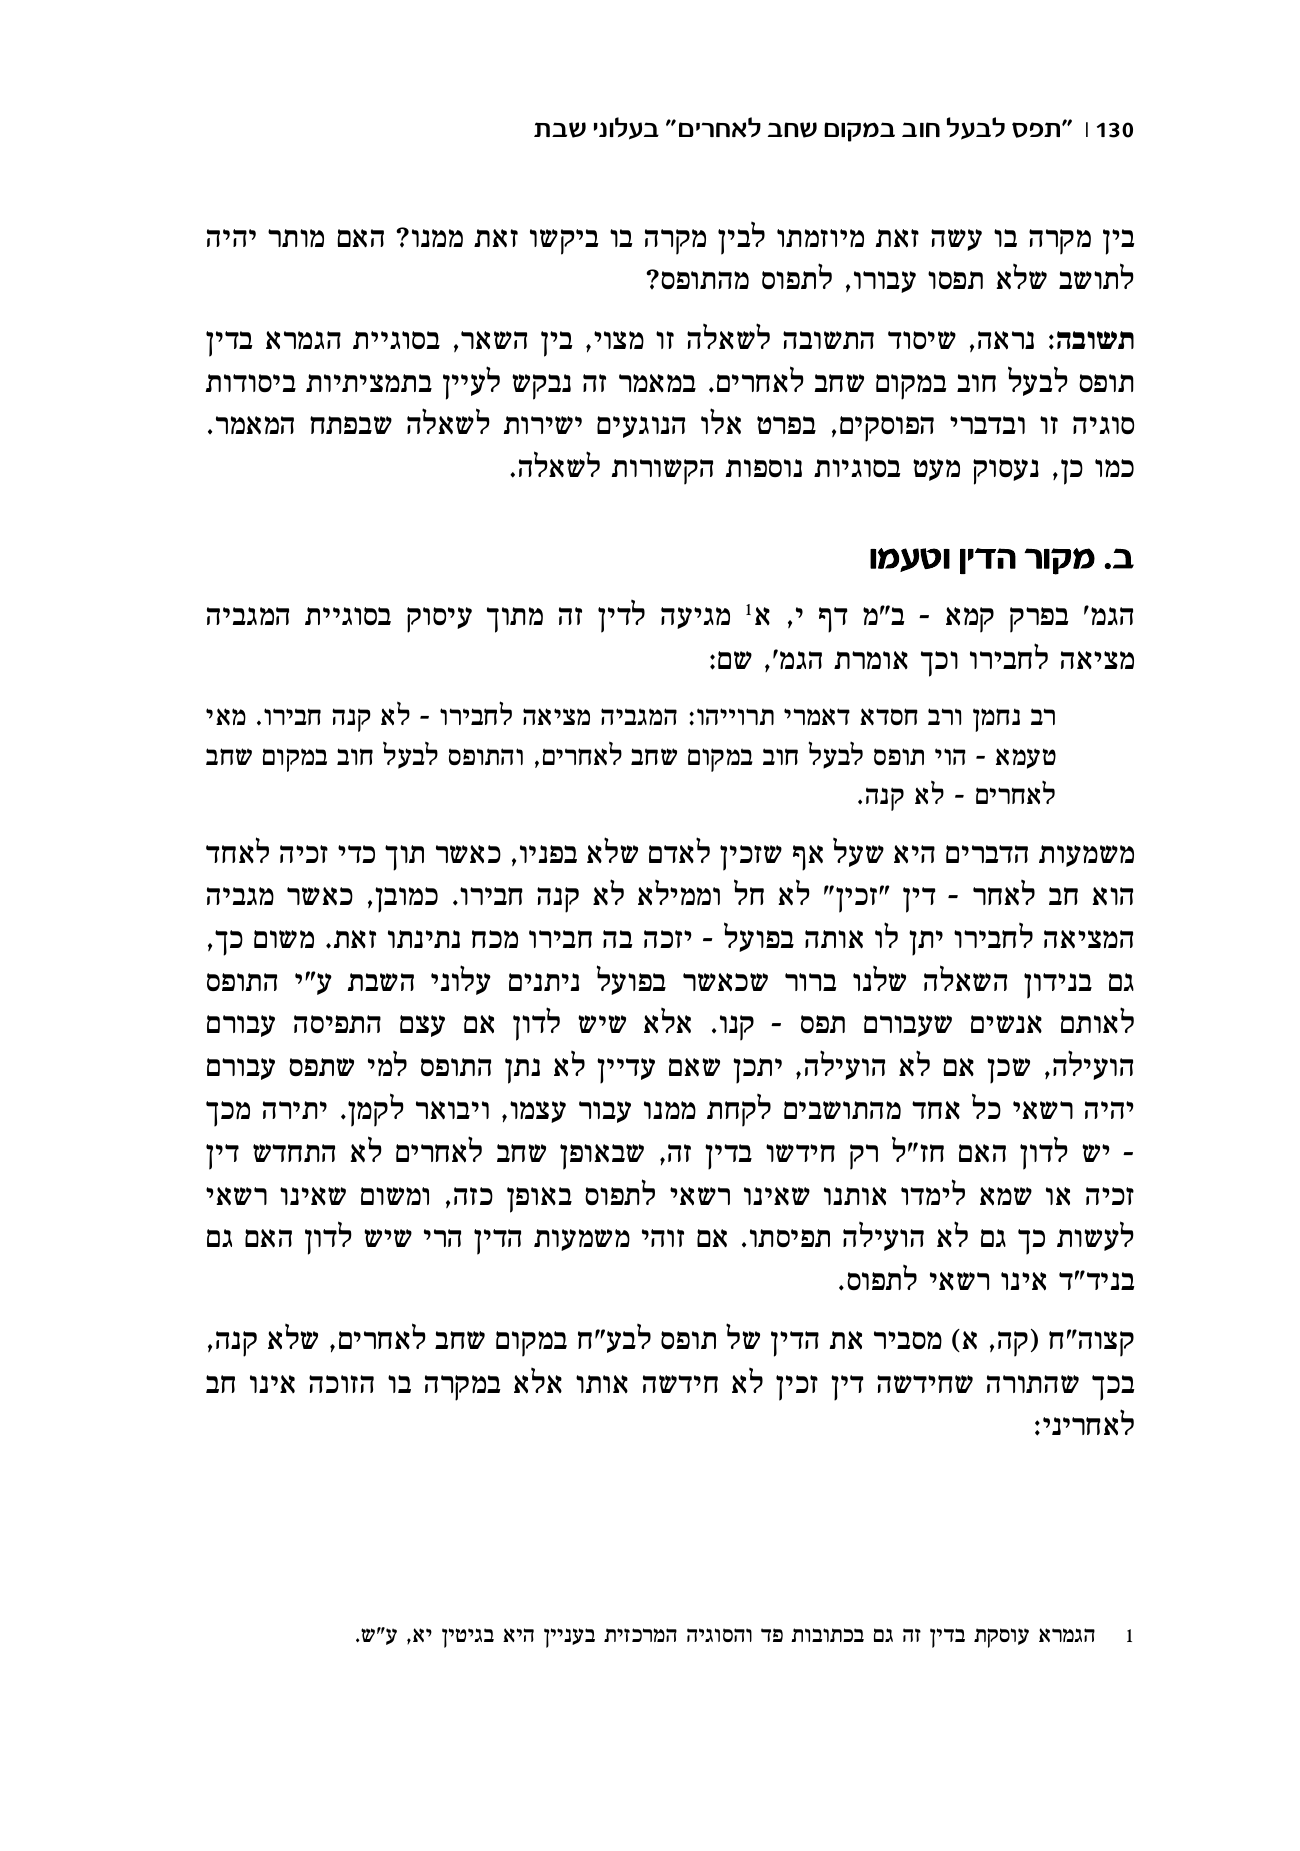 130 | "תפס לבעל חוב במקום שחב לאחרים" בעלוני שבת
בין מקרה בו עשה זאת מיוזמתו לבין מקרה בו ביקשו זאת ממנו? האם מותר יהיה
לתושב שלא תפסו עבורו, לתפוס מהתופס?
תשובה: נראה, שיסוד התשובה לשאלה זו מצוי, בין השאר, בסוגיית הגמרא בדין
תופס לבעל חוב במקום שחב לאחרים. במאמר זה נבקש לעיין בתמציתיות ביסודות
סוגיה זו ובדברי הפוסקים, בפרט אלו הנוגעים ישירות לשאלה שבפתח המאמר.
כמו כן, נעסוק מעט בסוגיות נוספות הקשורות לשאלה.
ב. מקור הדין וטעמו
הגמ' בפרק קמא - ב"מ דף י, א1 מגיעה לדין זה מתוך עיסוק בסוגיית המגביה
מציאה לחבירו וכך אומרת הגמ', שם:
רב נחמן ורב חסדא דאמרי תרוייהו: המגביה מציאה לחבירו - לא קנה חבירו. מאי
טעמא - הוי תופס לבעל חוב במקום שחב לאחרים, והתופס לבעל חוב במקום שחב
לאחרים - לא קנה.
משמעות הדברים היא שעל אף שזכין לאדם שלא בפניו, כאשר תוך כדי זכיה לאחד
הוא חב לאחר - דין "זכין" לא חל וממילא לא קנה חבירו. כמובן, כאשר מגביה
המציאה לחבירו יתן לו אותה בפועל - יזכה בה חבירו מכח נתינתו זאת. משום כך,
גם בנידון השאלה שלנו ברור שכאשר בפועל ניתנים עלוני השבת ע"י התופס
לאותם אנשים שעבורם תפס - קנו. אלא שיש לדון אם עצם התפיסה עבורם
הועילה, שכן אם לא הועילה, יתכן שאם עדיין לא נתן התופס למי שתפס עבורם
יהיה רשאי כל אחד מהתושבים לקחת ממנו עבור עצמו, ויבואר לקמן. יתירה מכך
- יש לדון האם חז"ל רק חידשו בדין זה, שבאופן שחב לאחרים לא התחדש דין
זכיה או שמא לימדו אותנו שאינו רשאי לתפוס באופן כזה, ומשום שאינו רשאי
לעשות כך גם לא הועילה תפיסתו. אם זוהי משמעות הדין הרי שיש לדון האם גם
בניד"ד אינו רשאי לתפוס.
קצוה"ח (קה, א) מסביר את הדין של תופס לבע"ח במקום שחב לאחרים, שלא קנה,
בכך שהתורה שחידשה דין זכין לא חידשה אותו אלא במקרה בו הזוכה אינו חב
לאחריני:
1 הגמרא עוסקת בדין זה גם בכתובות פד והסוגיה המרכזית בעניין היא בגיטין יא, ע"ש.